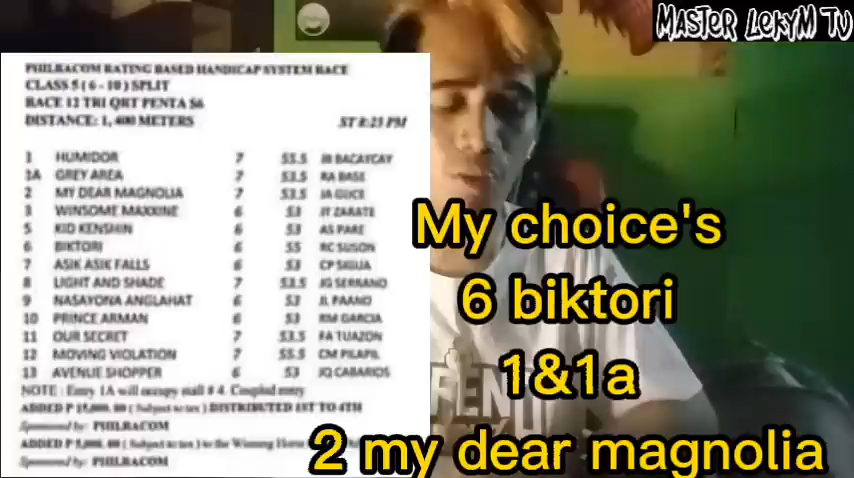 MASTER LEKYM TV
PHILRACOM RATING BASED HANDICAP SYSTEM RACE
CLASS 5 ( 6 - 10 ) SPLIT
RACE 12 TRI QRT PENTA S6
DISTANCE: 1, 400 METERS ST 8:25 PM
1 HUMIDOR 7 55.5 JB BACAYCAY
1A GREY AREA 7 53.5 RA BASE
2 MY DEAR MAGNOLIA 7 53.5 JA GUCE
3 WINSOME MAXXINE 6 53 JT ZARATE
5 KID KENSHIN 6 53 AS PARE
6 BIKTORI 6 55 RC SUSON
7 ASIK ASIK FALLS 6 53 CP SIGUA
8 LIGHT AND SHADE 7 53.5 JG SERRANO
9 NASAYONA ANGLAHAT 6 53 JL PAANO
10 PRINCE ARMAN 6 53 RM GARCIA
11 OUR SECRET 7 53.5 FA TUAZON
12 MOVING VIOLATION 7 55.5 CM PILAPIL
13 AVENUE SHOPPER 6 53 JQ CABARIOS
NOTE : Entry 1A will occupy stall # 4. Coupled entry
ADDED P 15,000. 00 ( Subject to tax ) DISTRIBUTED 1ST TO 4TH
Sponsored by: PHILRACOM
ADDED P 5,000. 00 ( Subject to tax ) to the Winning Horse
Sponsored by: PHILRACOM
My choice's
6 biktori
1&1a
2 my dear magnolia